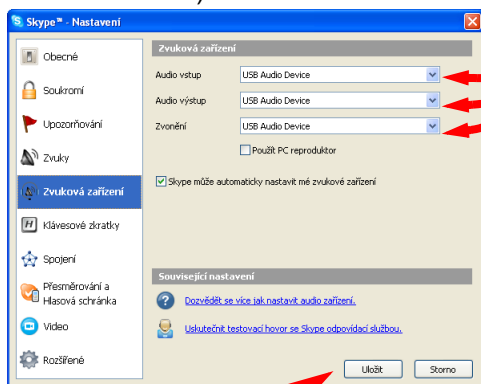 Skype™ - Nastavení
Obecné
Soukromí
Upozorňování
Zvuky
Zvuková zařízení
Klávesové zkratky
Spojení
Přesměrování a
Hlasová schránka
Video
Rozšířené
Zvuková zařízení
Audio vstup USB Audio Device
Audio výstup USB Audio Device
Zvonění USB Audio Device
Použít PC reproduktor
Skype může automaticky nastavit mé zvukové zařízení
Související nastavení
Dozvědět se více jak nastavit audio zařízení.
Uskutečnit testovací hovor se Skype odpovídací službou.
Uložit Storno